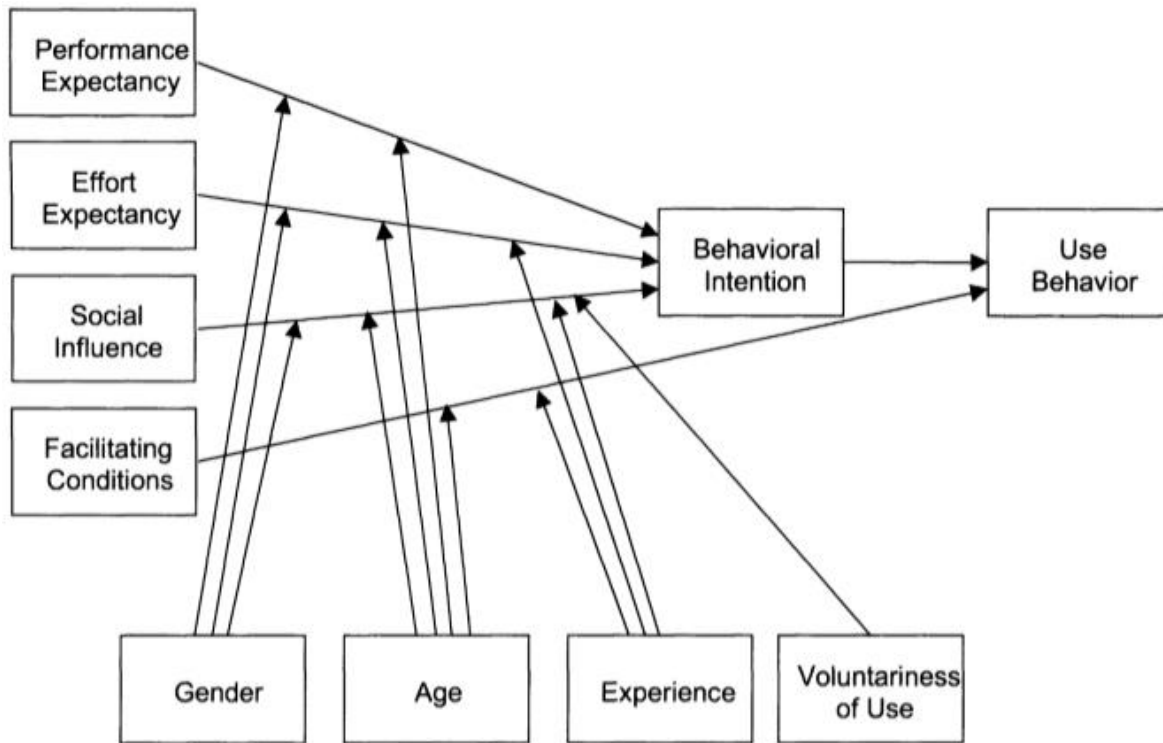 Performance
Expectancy
Effort
Expectancy
Social
Influence
Facilitating
Conditions
Behavioral
Intention
Use
Behavior
Gender
Age
Experience
Voluntariness
of Use